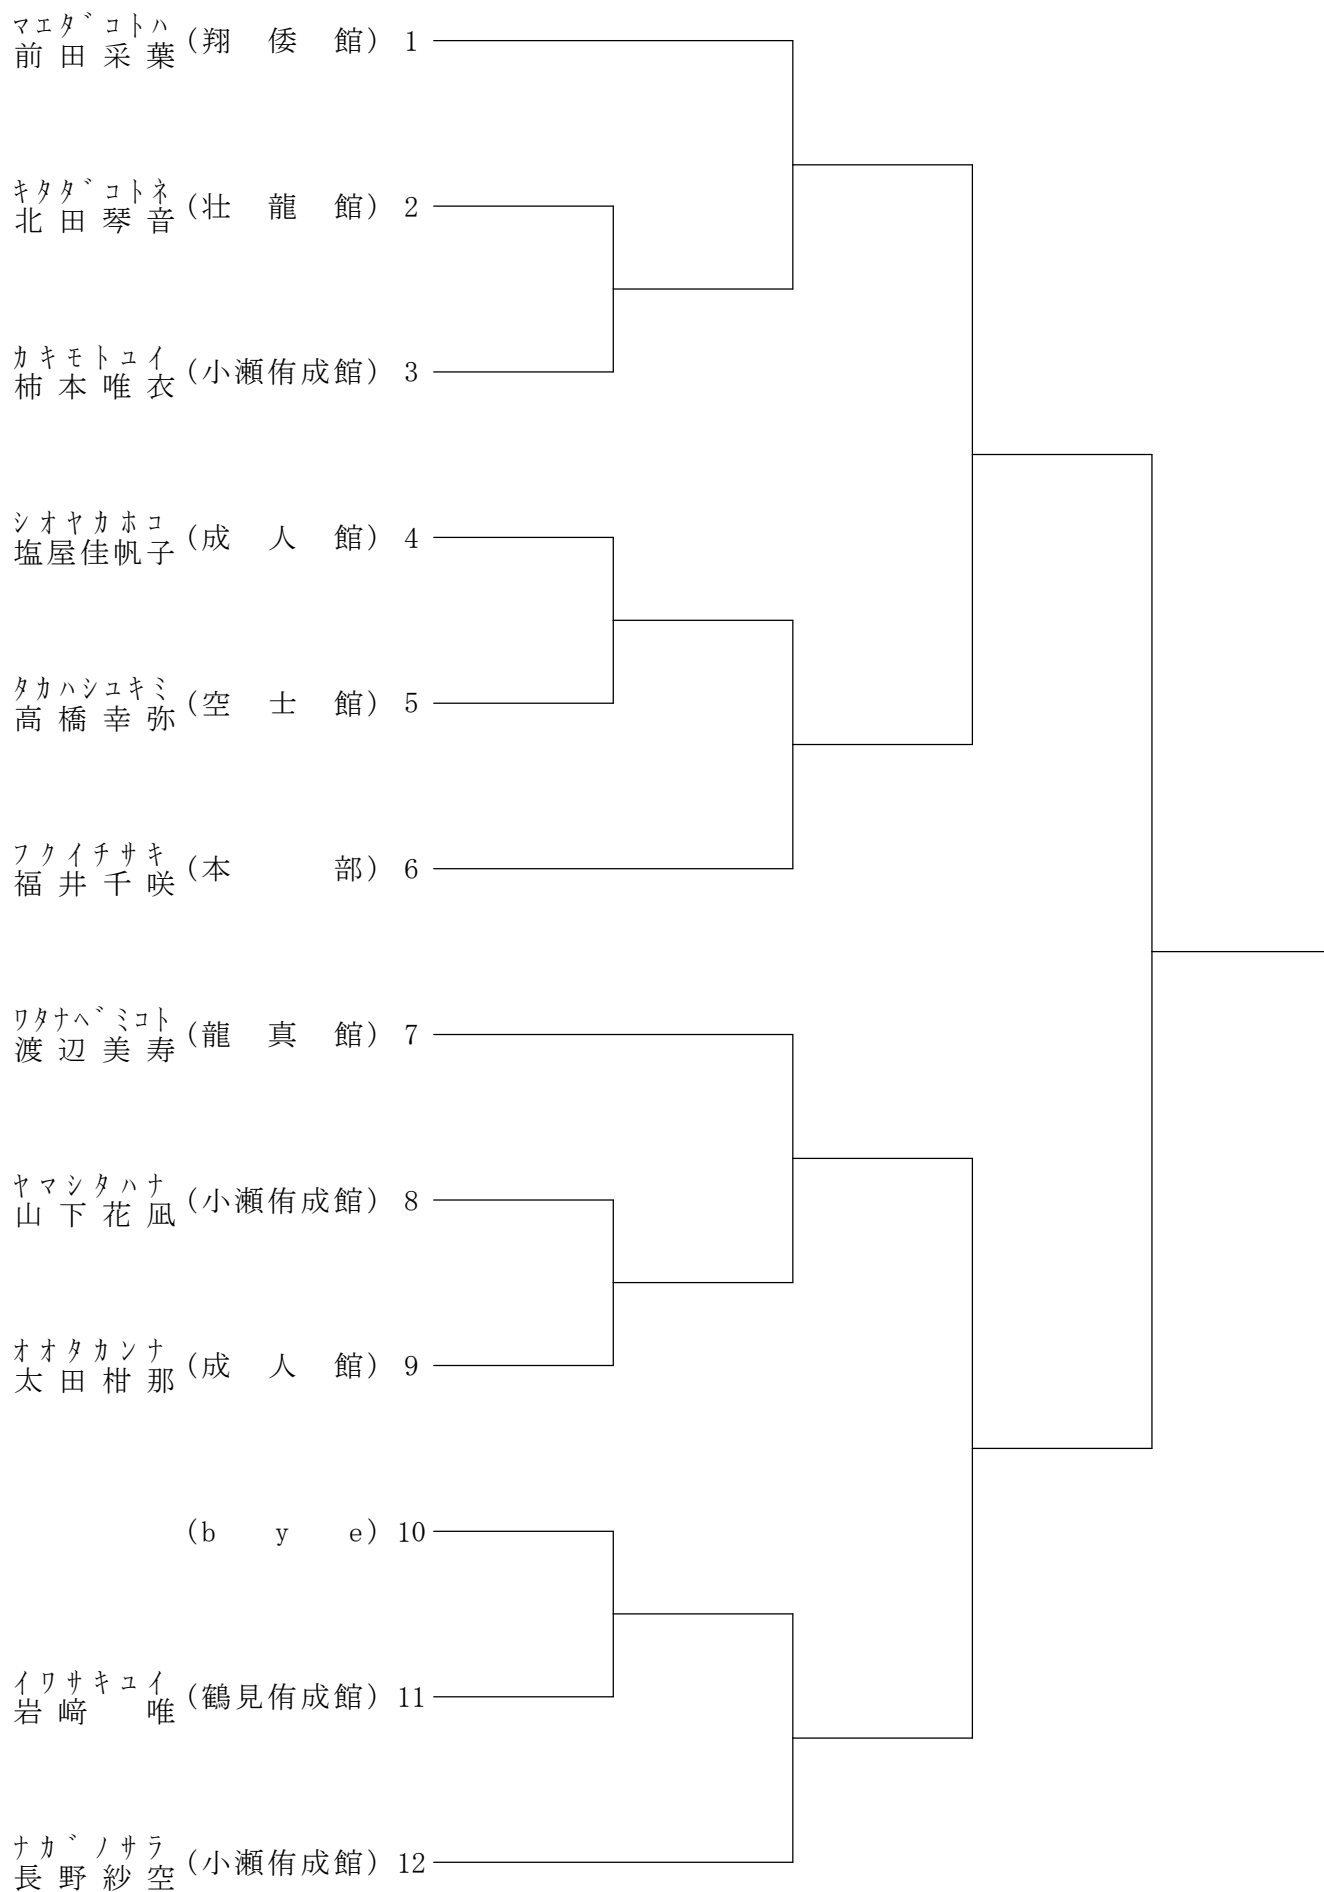 マエダコトハ
前田采葉 (翔倭館) 1
キタダコトネ
北田琴音 (壮龍館) 2
カキモトユイ
柿本唯衣 (小瀬侑成館) 3
シオヤカホコ
塩屋佳帆子 (成人館) 4
タカハシユキミ
高橋幸弥 (空士館) 5
フクイチサキ
福井千咲 (本部) 6
ワタナベミコト
渡辺美寿 (龍真館) 7
ヤマシタハナ
山下花凪 (小瀬侑成館) 8
オオタカンナ
太田柑那 (成人館) 9
(bye) 10
イワサキユイ
岩﨑唯 (鶴見侑成館) 11
ナガノサラ
長野紗空 (小瀬侑成館) 12